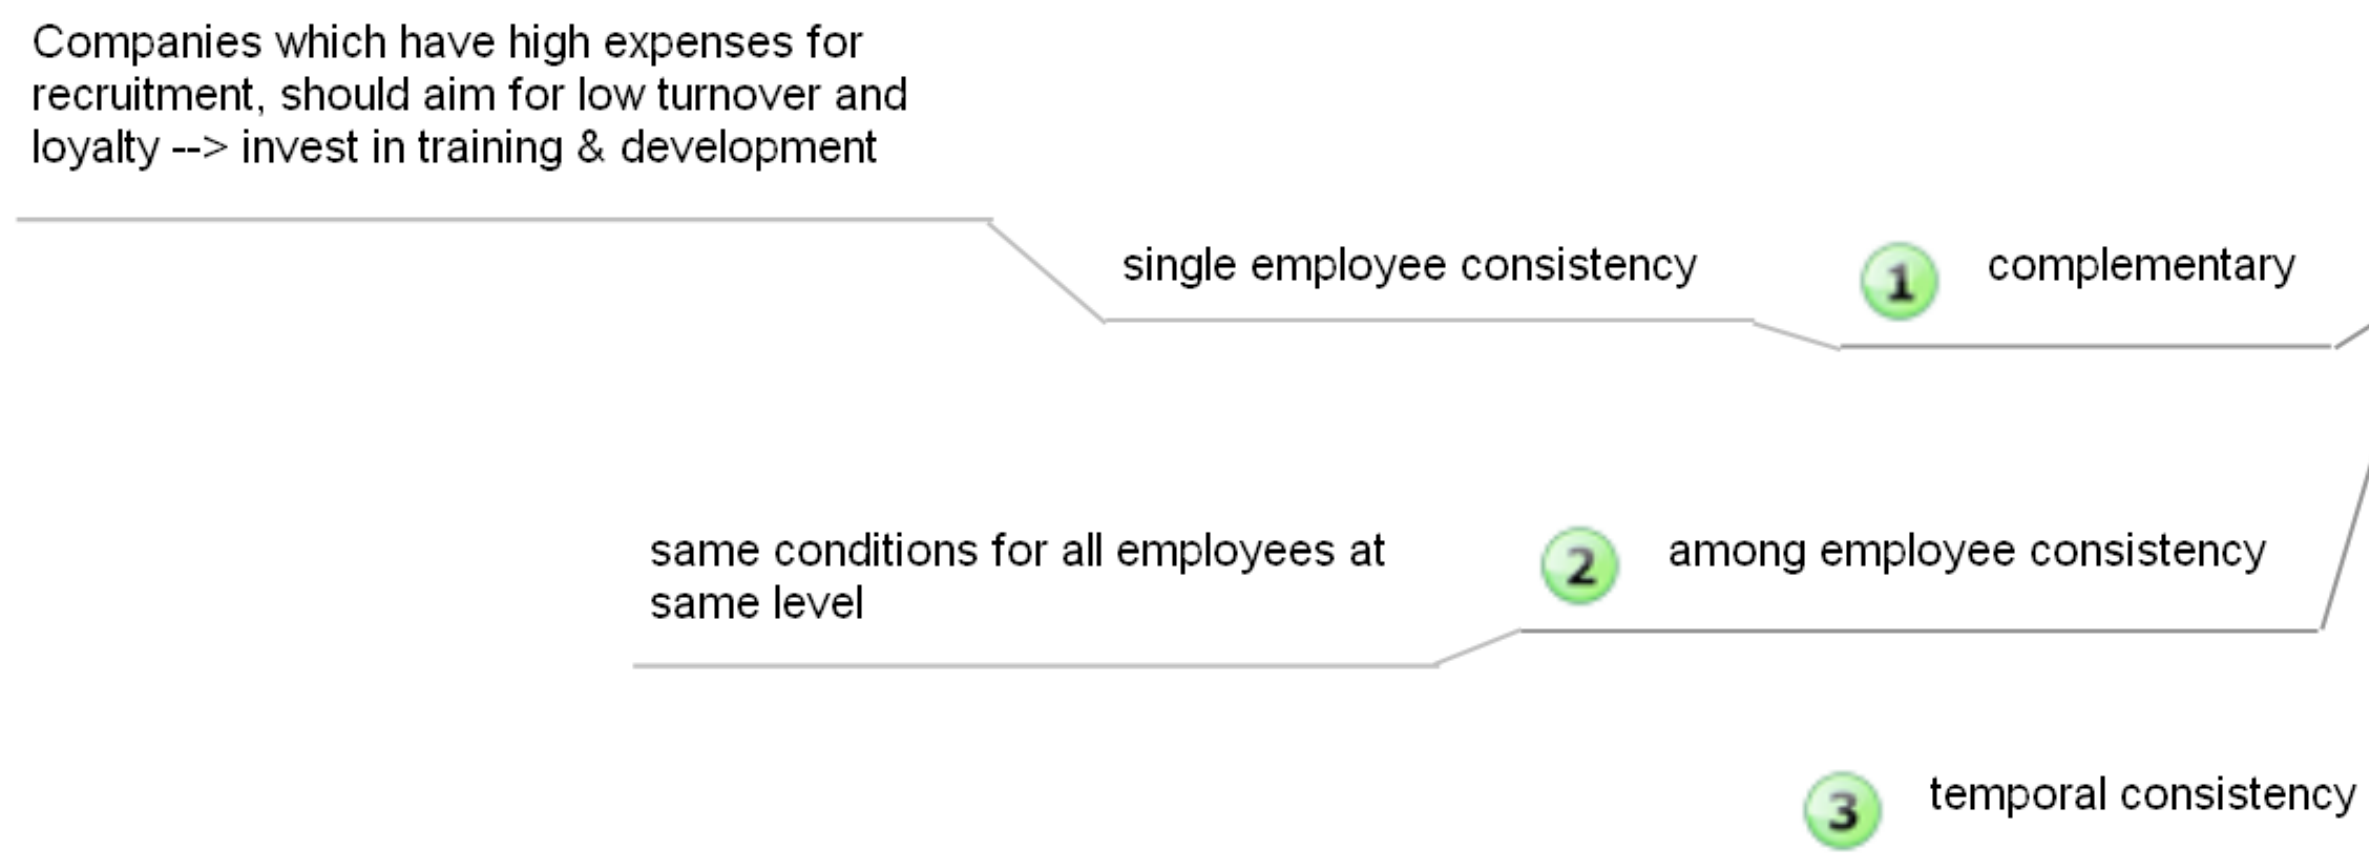 Companies which have high expenses for
recruitment, should aim for low turnover and
loyalty --> invest in training & development
single employee consistency
1 complementary
same conditions for all employees at
same level
2 among employee consistency
3 temporal consistency